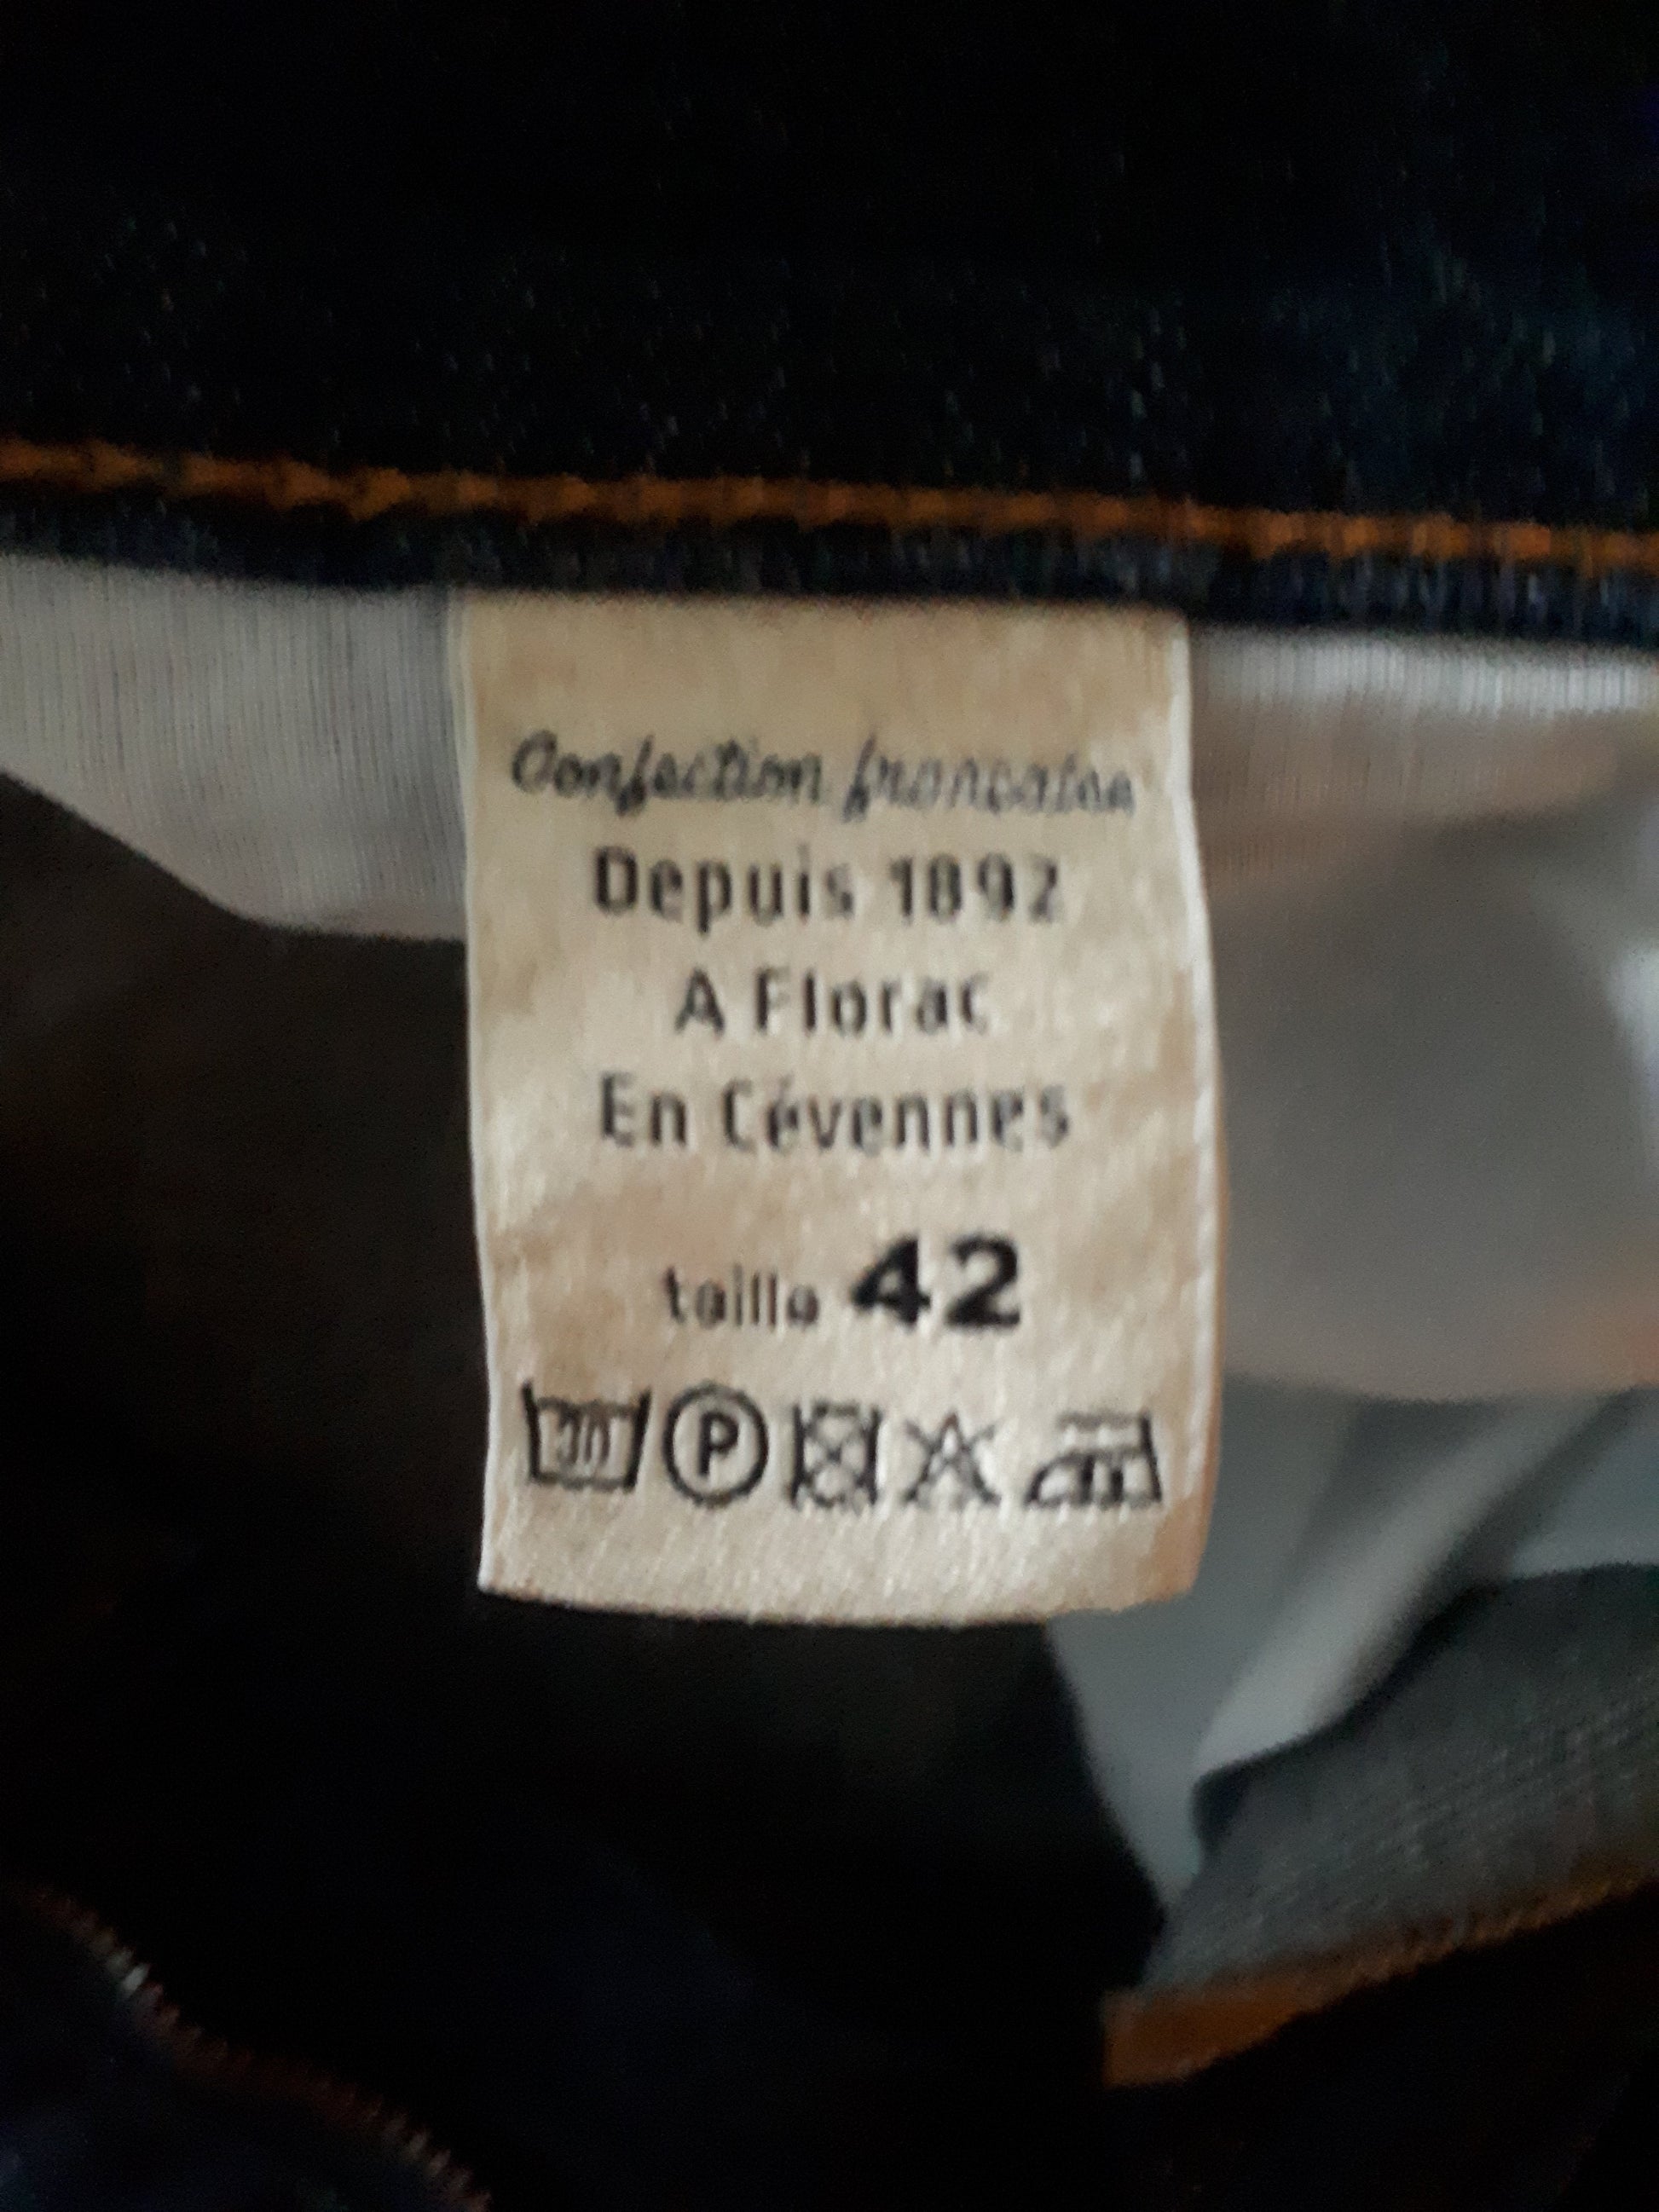 Confection française
Depuis 1892
A Florac
En Cévennes
taille 42
30 P